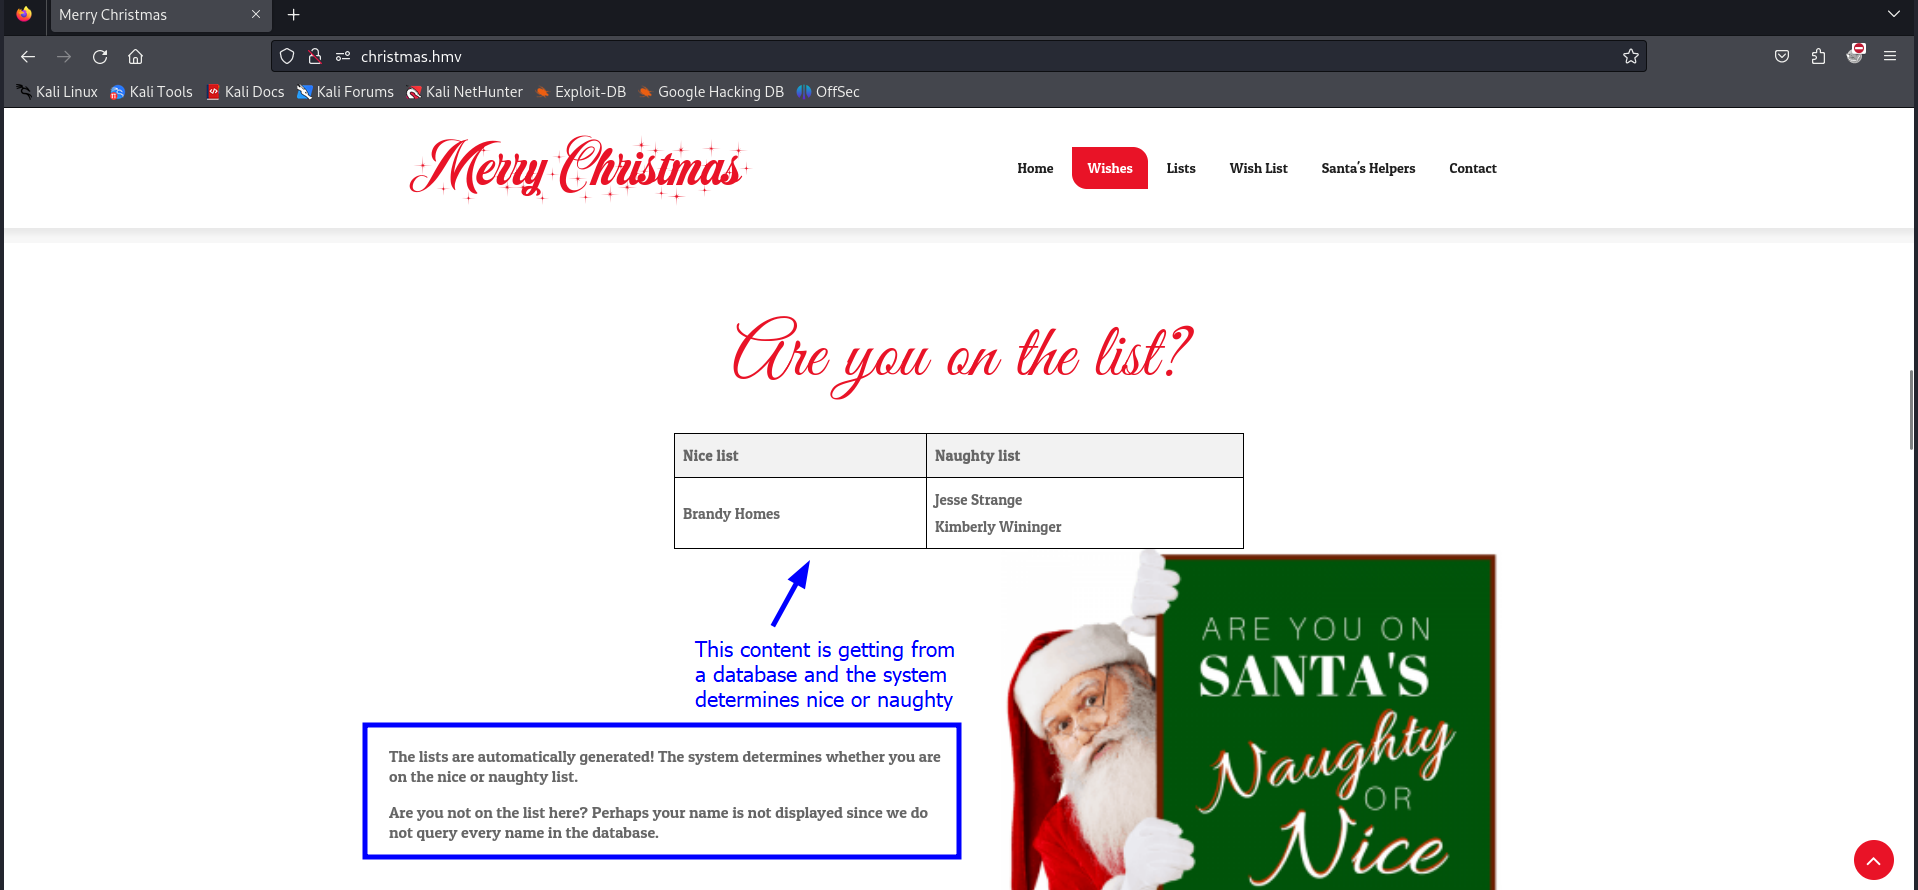 Merry Christmas
christmas.hmv
Kali Linux Kali Tools Kali Docs Kali Forums Kali NetHunter Exploit-DB Google Hacking DB OffSec
Merry Christmas
Home Wishes Lists Wish List Santa's Helpers Contact
Are you on the list?
Nice list Naughty list
Brandy Homes
Jesse Strange
Kimberly Wininger
This content is getting from
a database and the system
determines nice or naughty
The lists are automatically generated! The system determines whether you are
on the nice or naughty list.
Are you not on the list here? Perhaps your name is not displayed since we do
not query every name in the database.
ARE YOU ON
SANTA'S
Naughty
OR
Nice